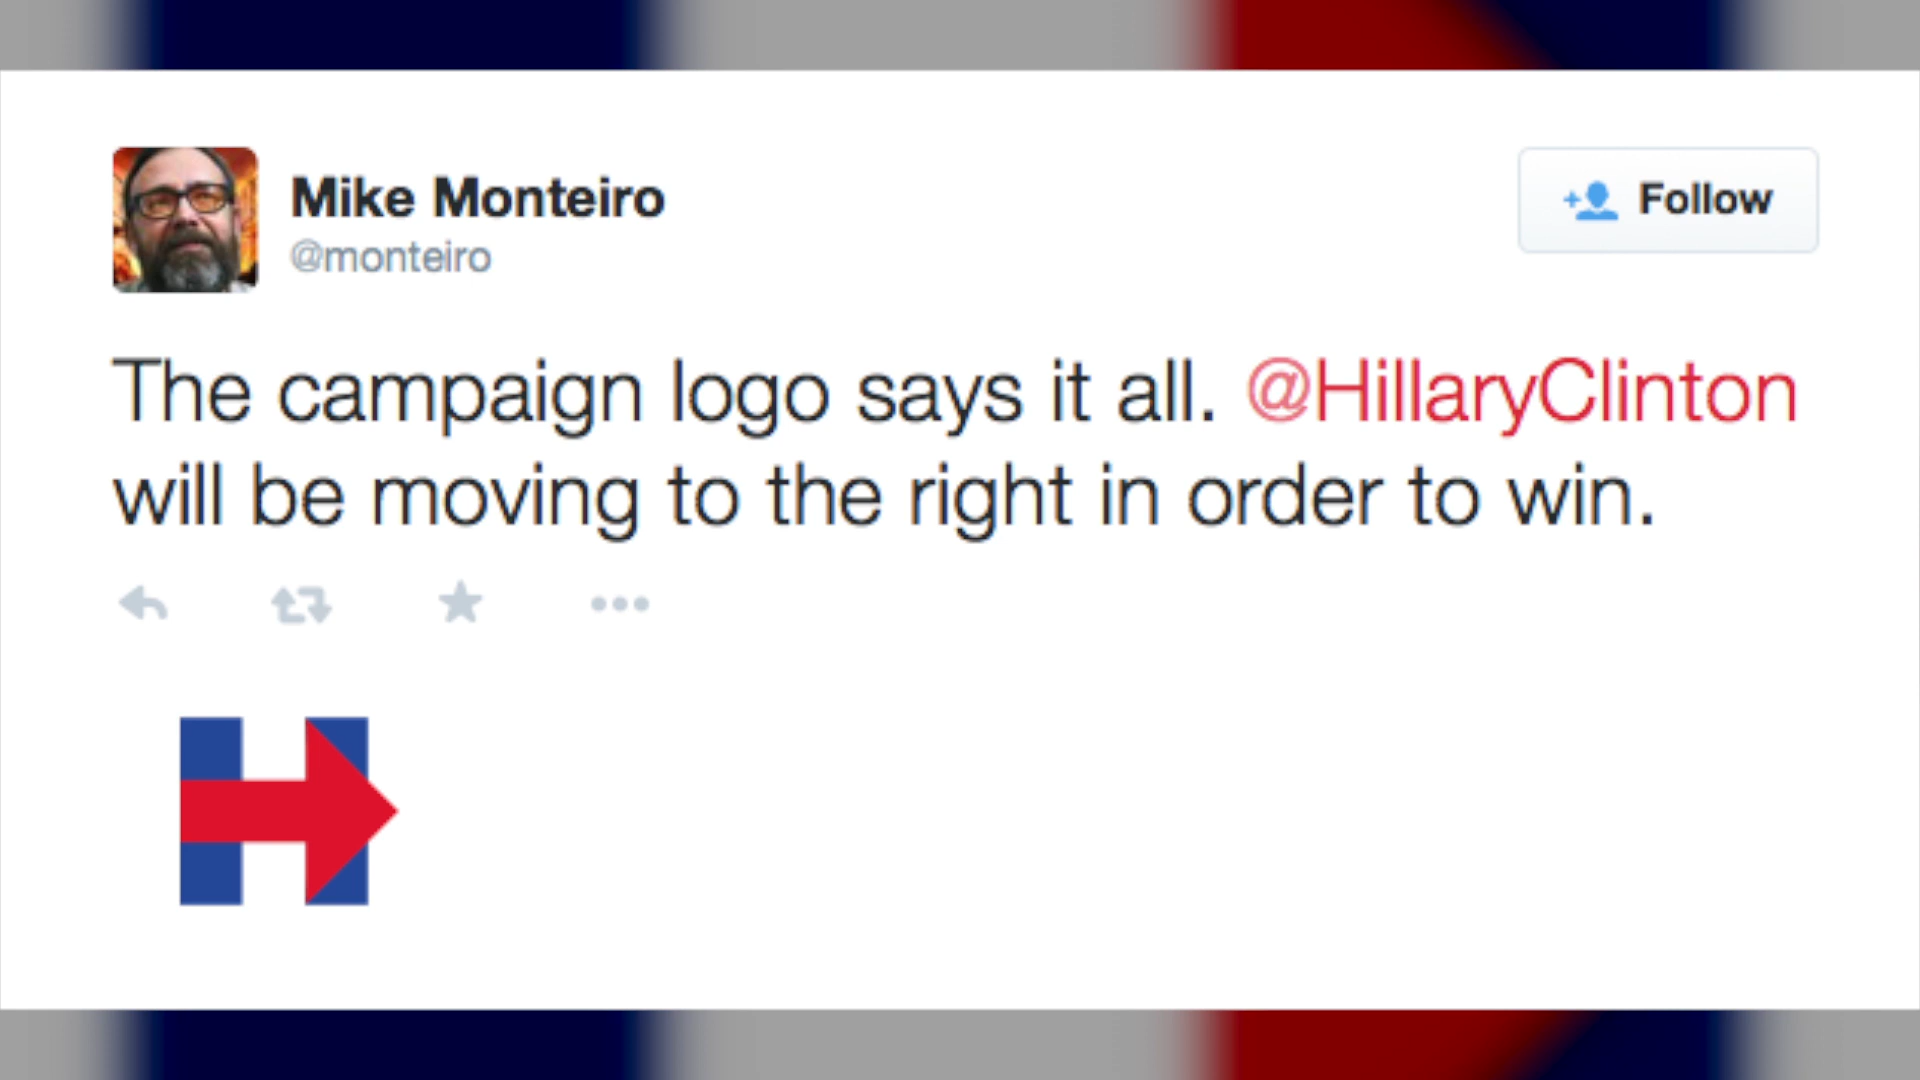 Mike Monteiro
@monteiro
Follow
The campaign logo says it all. @HillaryClinton
will be moving to the right in order to win.